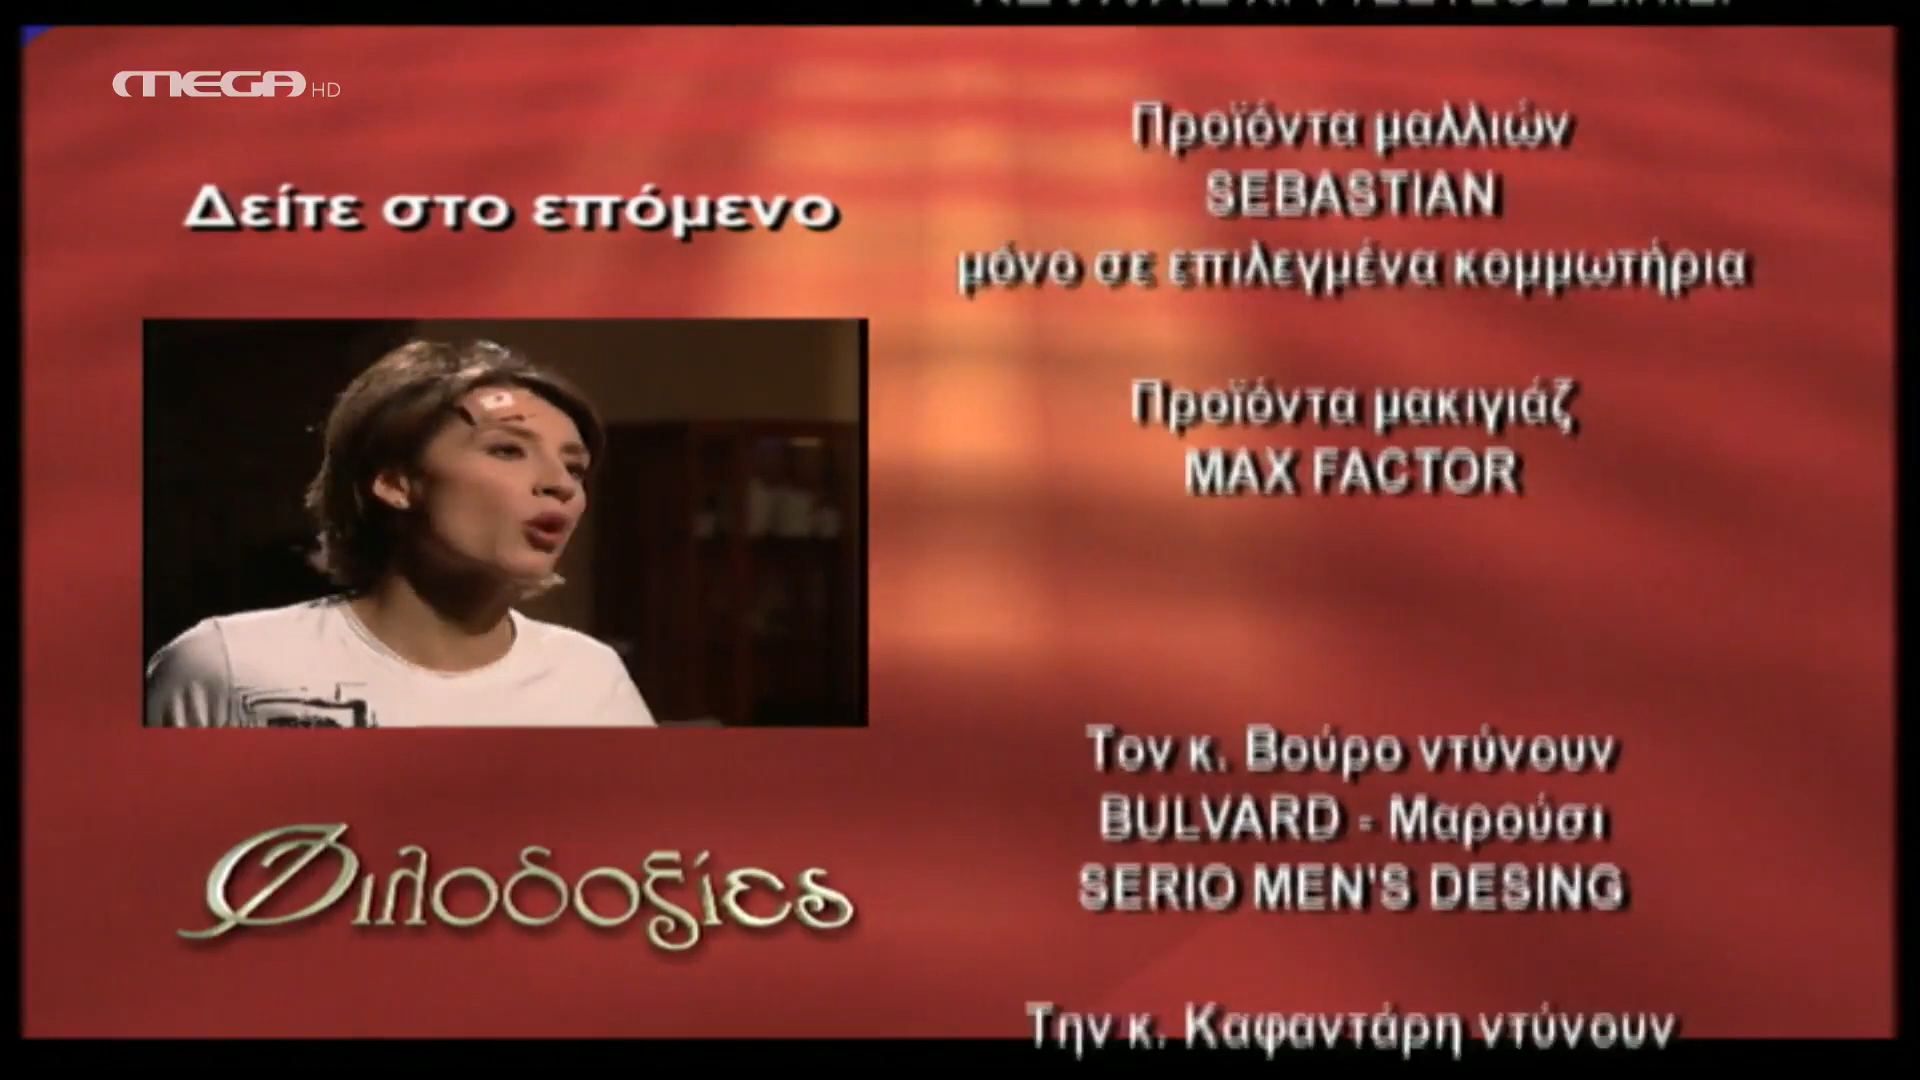 MEGA HD
Δείτε στο επόμενο
Φιλοδοξίες
Προϊόντα μαλλιών
SEBASTIAN
μόνο σε επιλεγμένα κομμωτήρια
Προϊόντα μακιγιάζ
MAX FACTOR
Τον κ. Βούρο ντύνουν
BULVARD - Μαρούσι
SERIO MEN'S DESING
Την κ. Καφαντάρη ντύνουν